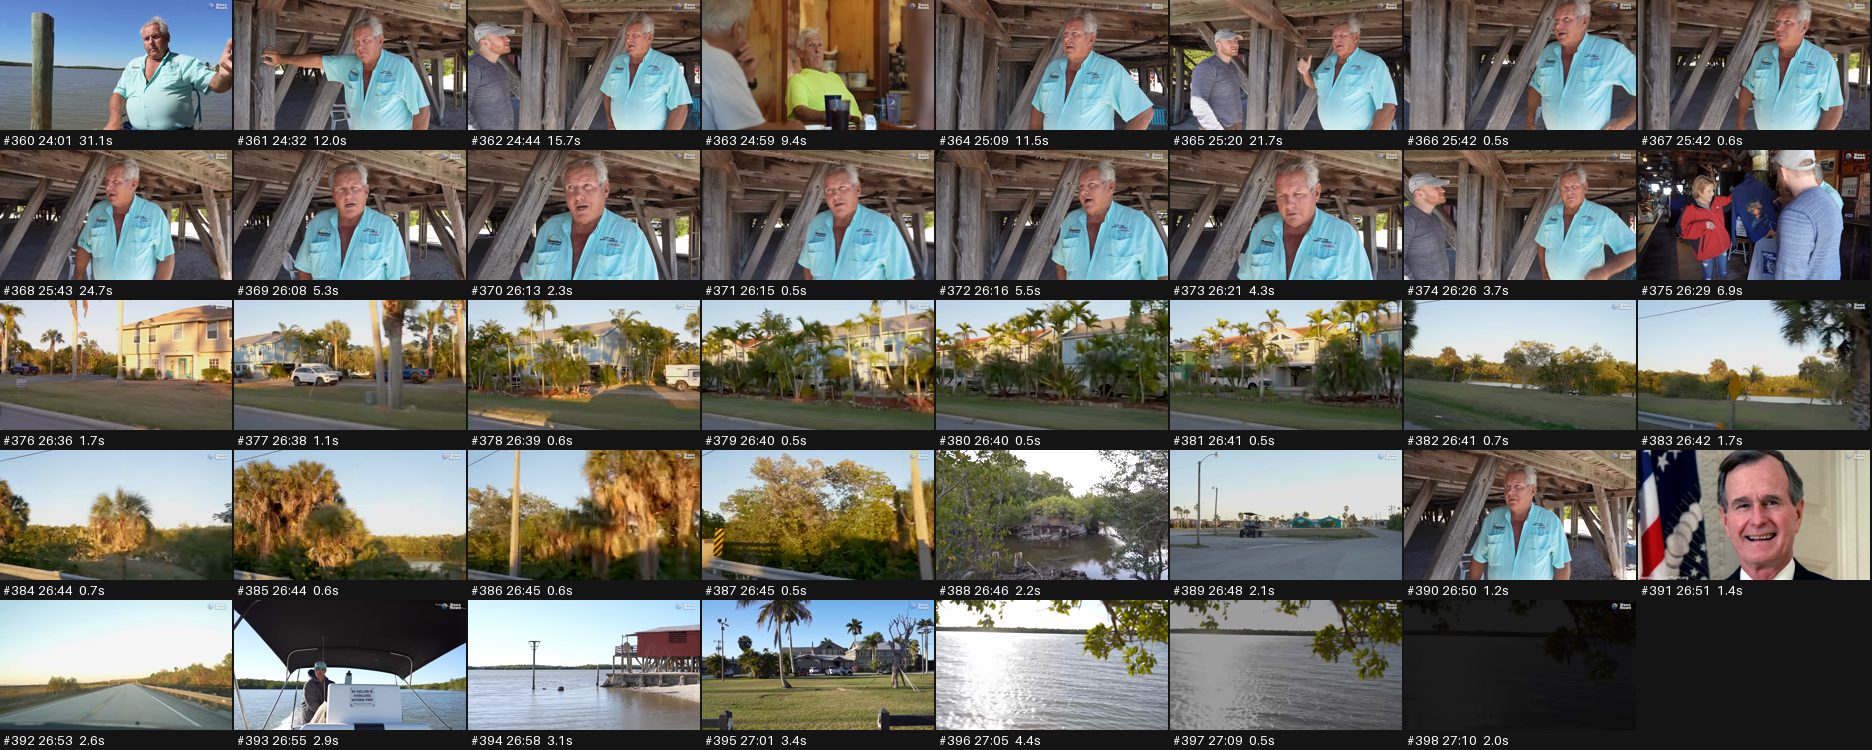 #360 24:01 31.1s
#361 24:32 12.0s
#362 24:44 15.7s
#363 24:59 9.4s
#364 25:09 11.5s
#365 25:20 21.7s
#366 25:42 0.5s
#367 25:42 0.6s
#368 25:43 24.7s
#369 26:08 5.3s
#370 26:13 2.3s
#371 26:15 0.5s
#372 26:16 5.5s
#373 26:21 4.3s
#374 26:26 3.7s
#375 26:29 6.9s
#376 26:36 1.7s
#377 26:38 1.1s
#378 26:39 0.6s
#379 26:40 0.5s
#380 26:40 0.5s
#381 26:41 0.5s
#382 26:41 0.7s
#383 26:42 1.7s
#384 26:44 0.7s
#385 26:44 0.6s
#386 26:45 0.6s
#387 26:45 0.5s
#388 26:46 2.2s
#389 26:48 2.1s
#390 26:50 1.2s
#391 26:51 1.4s
#392 26:53 2.6s
#393 26:55 2.9s
#394 26:58 3.1s
#395 27:01 3.4s
#396 27:05 4.4s
#397 27:09 0.5s
#398 27:10 2.0s